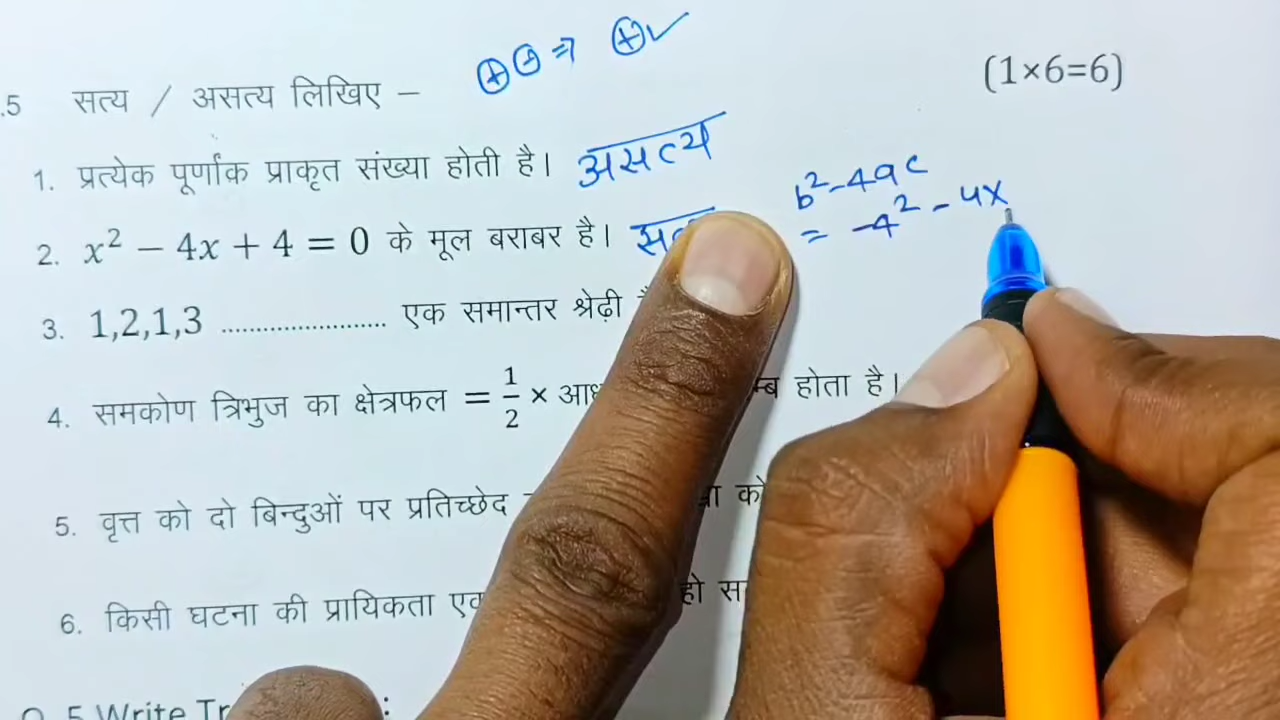 ⊕ ⊖ ⇒ ⊕✓
.5 सत्य / असत्य लिखिए – (1×6=6)
1. प्रत्येक पूर्णांक प्राकृत संख्या होती है। असत्य
b² - 4ac
2. x² − 4x + 4 = 0 के मूल बराबर है।
= -4² - 4x
3. 1,2,1,3 ........................ एक समान्तर श्रेढ़ी
4. समकोण त्रिभुज का क्षेत्रफल = 1/2 × होता है।
5. वृत्त को दो बिन्दुओं पर प्रतिच्छेद को
6. किसी घटना की प्रायिकता हो
5 Write